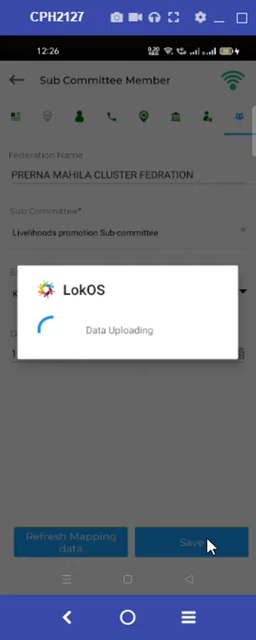 CPH2127
12:26
Sub Committee Member
Federation Name
PRERNA MAHILA CLUSTER FEDRATION
Sub Committee*
Livelihoods promotion Sub-committee
LokOS
Data Uploading
Refresh Mapping
data
Save